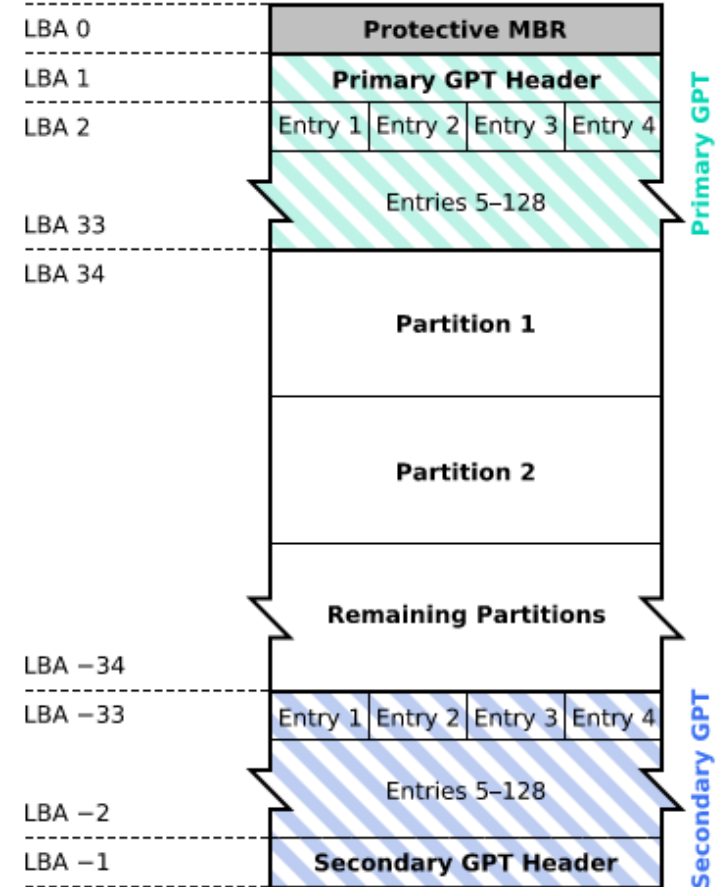 LBA 0
Protective MBR
LBA 1
Primary GPT Header
LBA 2
Entry 1 Entry 2 Entry 3 Entry 4
Entries 5–128
LBA 33
Primary GPT
LBA 34
Partition 1
Partition 2
Remaining Partitions
LBA −34
LBA −33
Entry 1 Entry 2 Entry 3 Entry 4
Entries 5–128
LBA −2
LBA −1
Secondary GPT Header
Secondary GPT